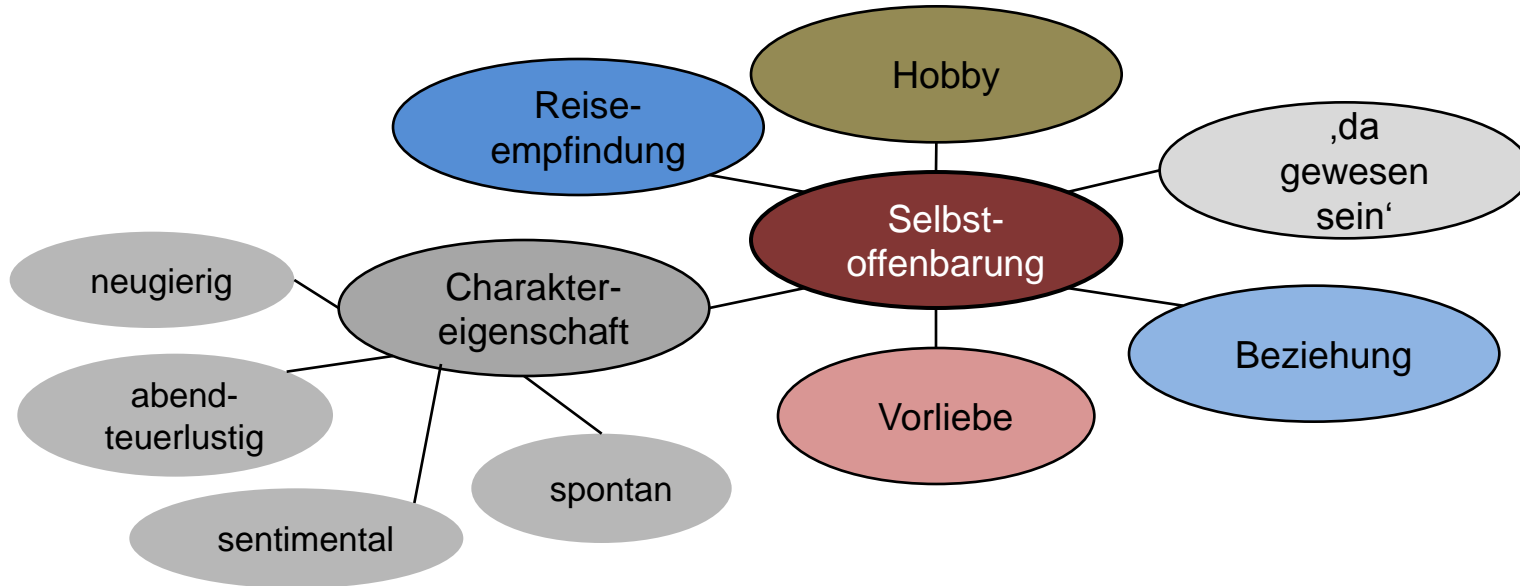 Hobby
Reise-
empfindung
‚da
gewesen
sein‘
Selbst-
offenbarung
neugierig
Charakter-
eigenschaft
Beziehung
abend-
teuerlustig
Vorliebe
spontan
sentimental